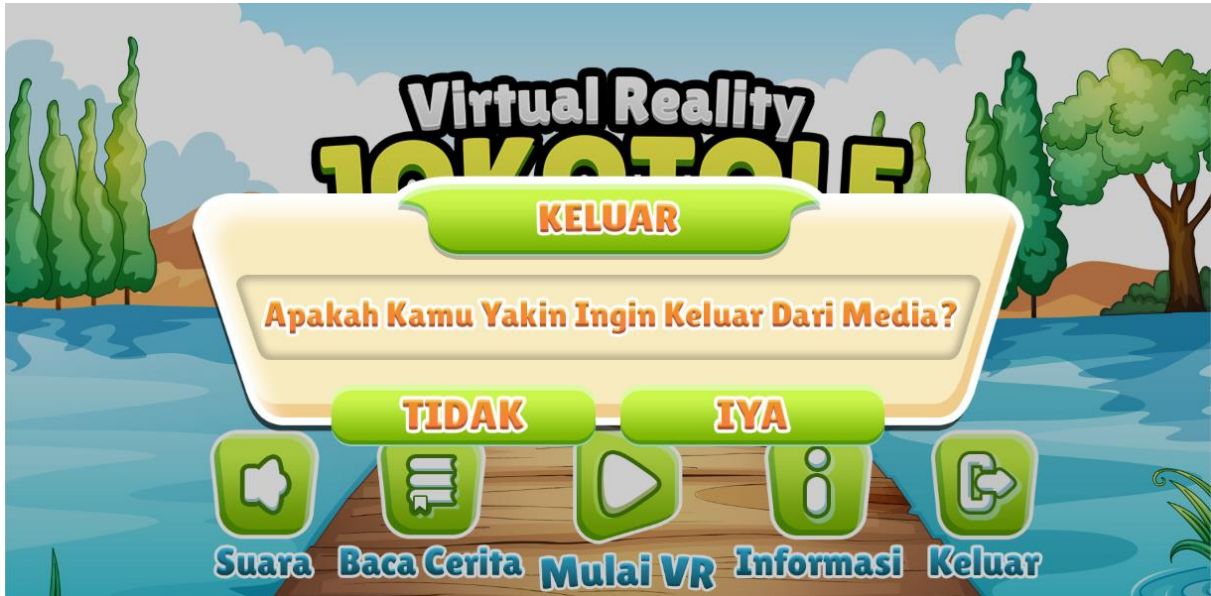 Virtual Reality
JOKOTOLE
KELUAR
Apakah Kamu Yakin Ingin Keluar Dari Media?
TIDAK
IYA
Suara
Baca Cerita
Mulai VR
Informasi
Keluar